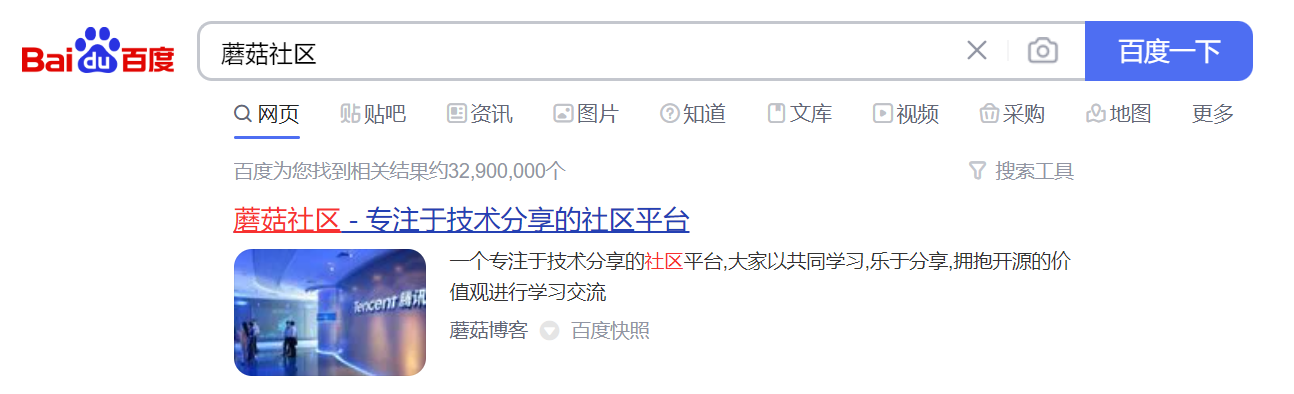 Bai du 百度
蘑菇社区
百度一下
网页 贴 贴吧 资讯 图片 知道 文库 视频 采购 地图 更多
百度为您找到相关结果约32,900,000个
搜索工具
蘑菇社区 - 专注于技术分享的社区平台
Tencent 腾讯
一个专注于技术分享的社区平台,大家以共同学习,乐于分享,拥抱开源的价
值观进行学习交流
蘑菇博客 百度快照